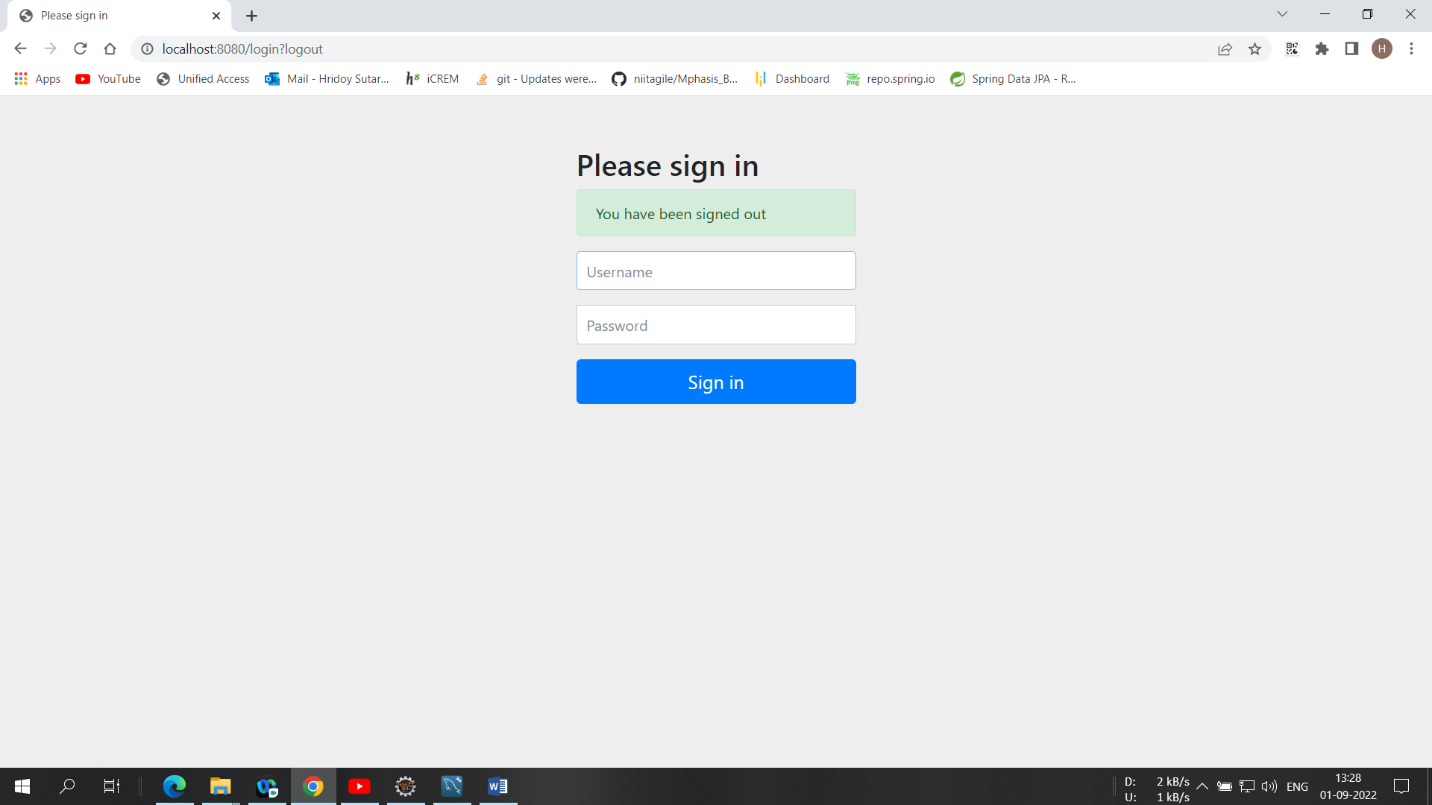 Please sign in
localhost:8080/login?logout
H
Apps
YouTube
Unified Access
Mail - Hridoy Sutar...
h8 iCREM
git - Updates were...
niitagile/Mphasis_B...
Dashboard
repo.spring.io
Spring Data JPA - R...
Please sign in
You have been signed out
Username
Password
Sign in
D: 2 kB/s
U: 1 kB/s
ENG
13:28
01-09-2022